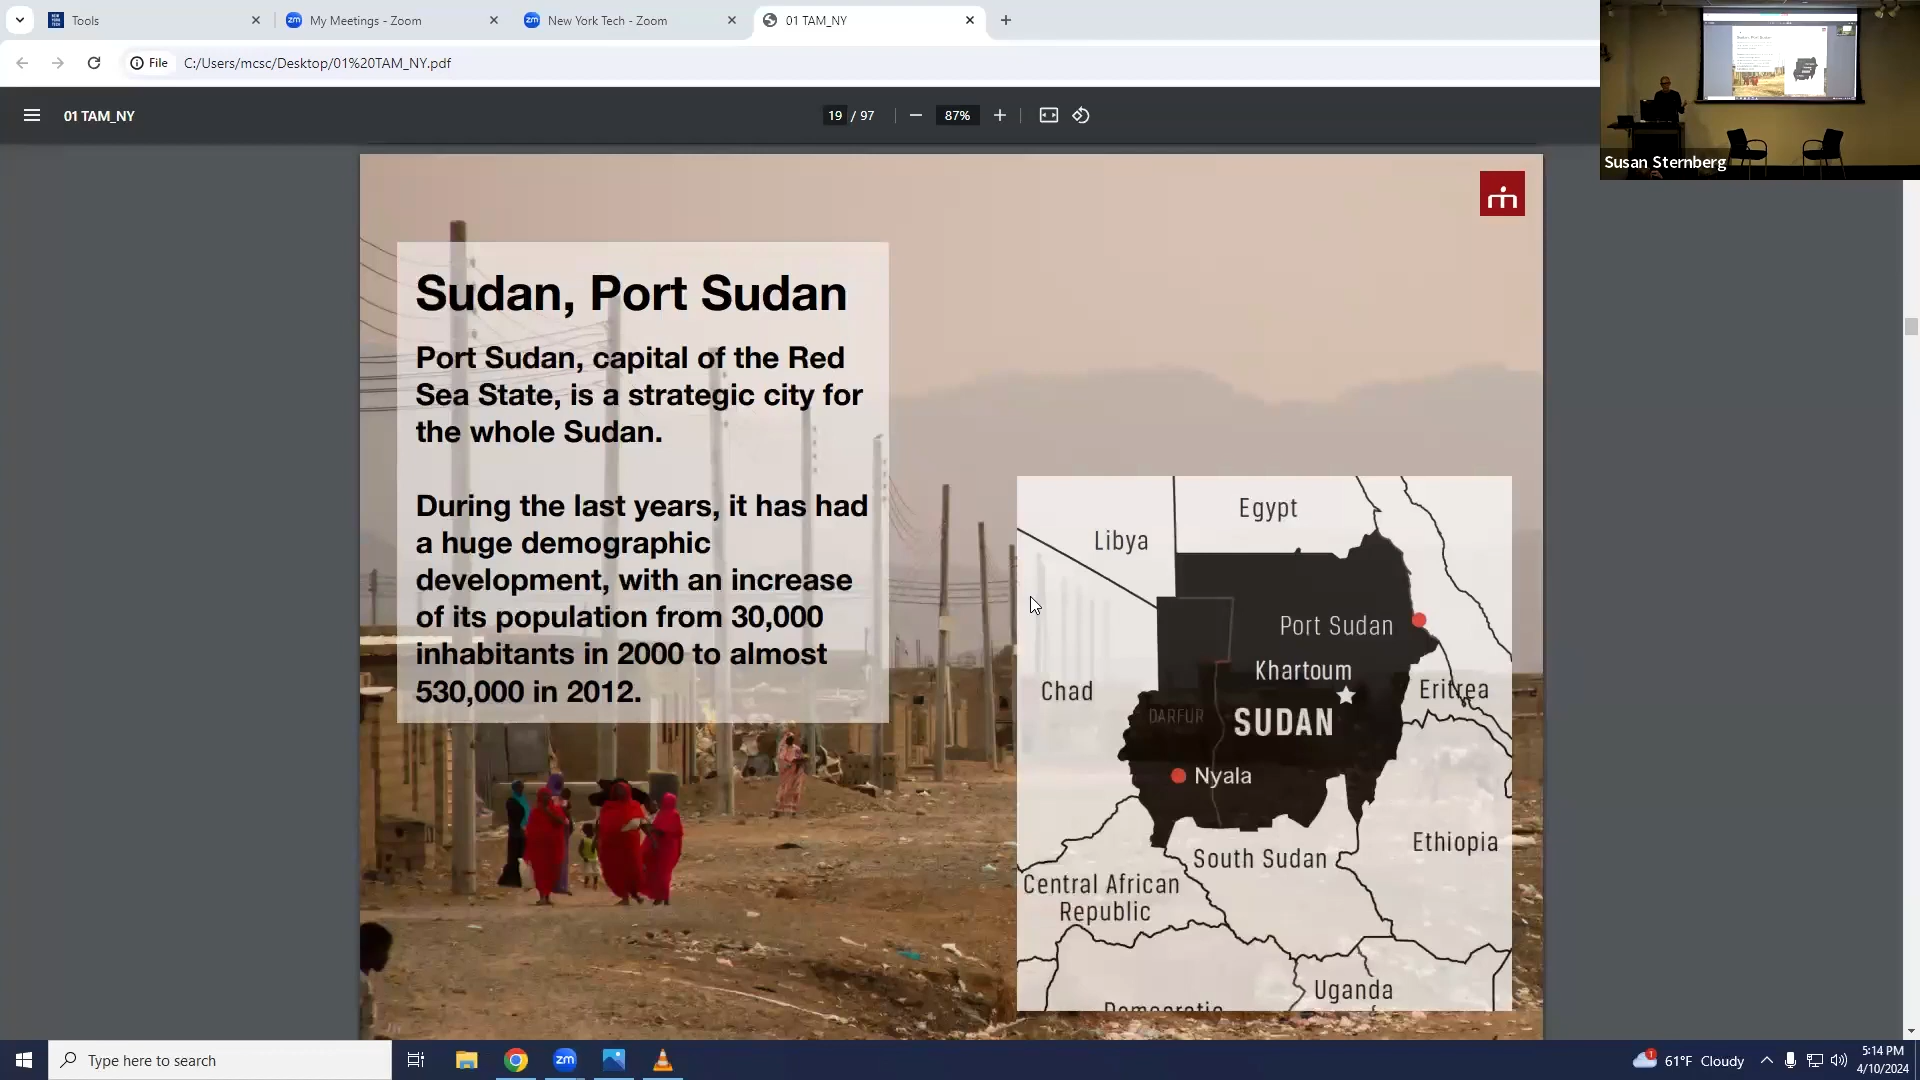 Tools
My Meetings - Zoom
New York Tech - Zoom
01 TAM_NY
File
C:/Users/mcsc/Desktop/01%20TAM_NY.pdf
01 TAM_NY
19 / 97
87%
Susan Sternberg
Sudan, Port Sudan
Port Sudan, capital of the Red
Sea State, is a strategic city for
the whole Sudan.
During the last years, it has had
a huge demographic
development, with an increase
of its population from 30,000
inhabitants in 2000 to almost
530,000 in 2012.
Egypt
Libya
Port Sudan
Khartoum
Chad
Eritrea
DARFUR
SUDAN
Nyala
Ethiopia
South Sudan
Central African
Republic
Uganda
Type here to search
zm
61°F Cloudy
5:14 PM
4/10/2024